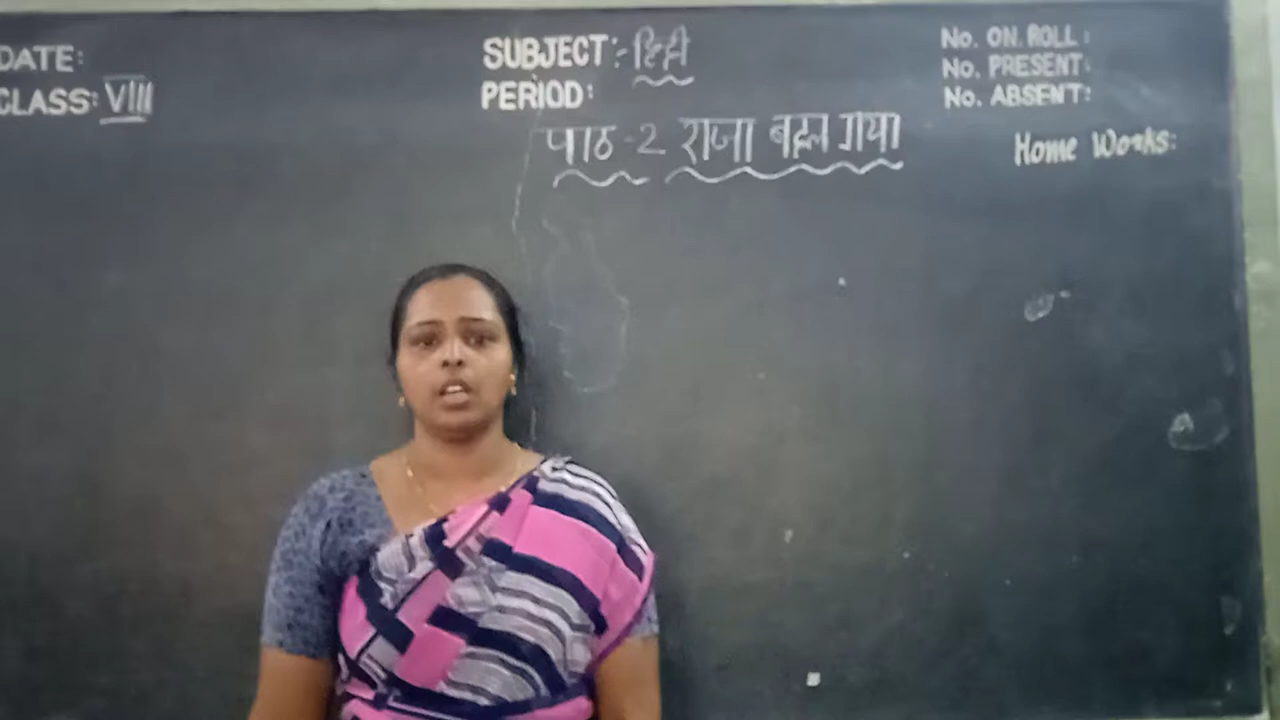 DATE:
CLASS: VIII
SUBJECT:- हिन्दी
PERIOD:
No. ON. ROLL:
No. PRESENT:
No. ABSENT:
Home Works:
पाठ-2 राजा बदल गया